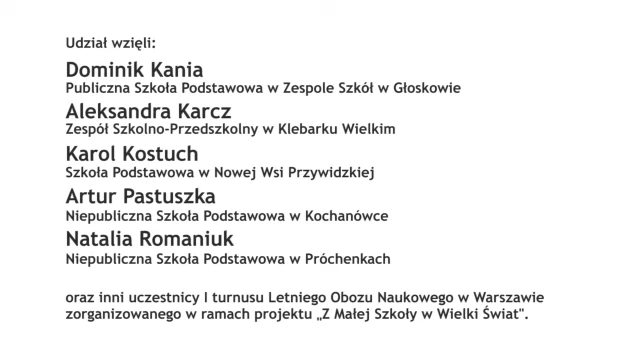 Udział wzięli:
Dominik Kania
Publiczna Szkoła Podstawowa w Zespole Szkół w Głoskowie
Aleksandra Karcz
Zespół Szkolno-Przedszkolny w Klebarku Wielkim
Karol Kostuch
Szkoła Podstawowa w Nowej Wsi Przywidzkiej
Artur Pastuszka
Niepubliczna Szkoła Podstawowa w Kochanówce
Natalia Romaniuk
Niepubliczna Szkoła Podstawowa w Próchenkach
oraz inni uczestnicy I turnusu Letniego Obozu Naukowego w Warszawie
zorganizowanego w ramach projektu „Z Małej Szkoły w Wielki Świat".